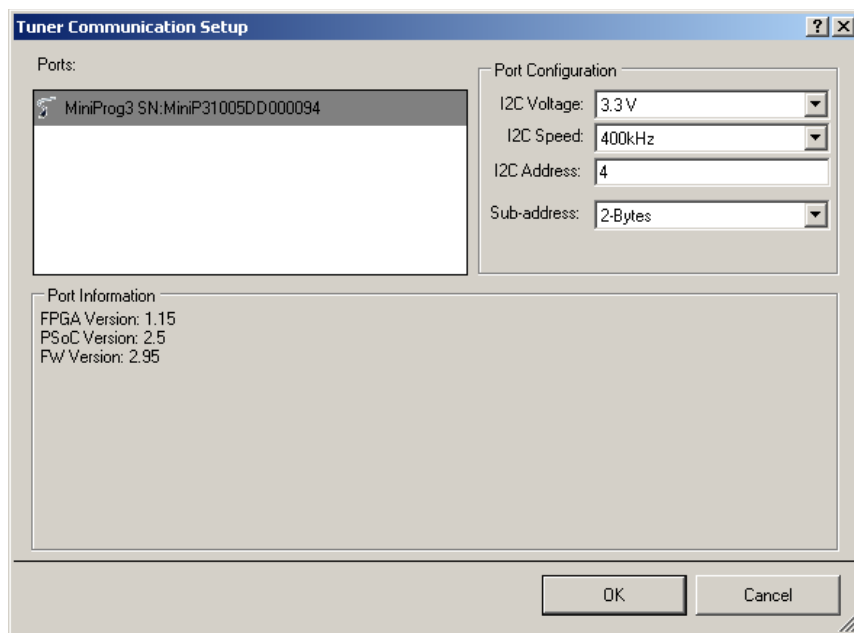 Tuner Communication Setup
Ports:
MiniProg3 SN:MiniP31005DD000094
Port Configuration
I2C Voltage: 3.3 V
I2C Speed: 400kHz
I2C Address: 4
Sub-address: 2-Bytes
Port Information
FPGA Version: 1.15
PSoC Version: 2.5
FW Version: 2.95
OK Cancel